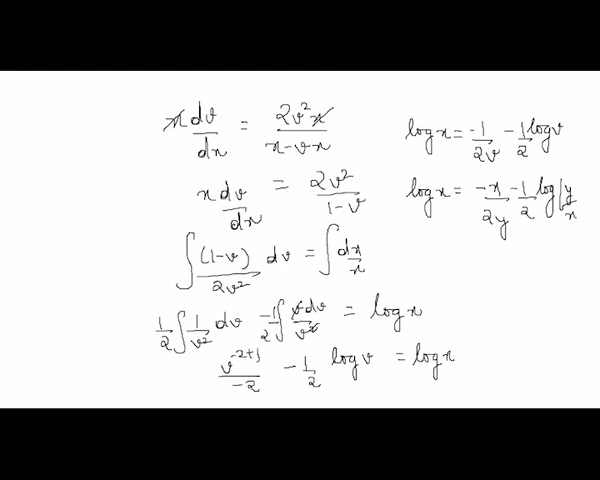 x dv/dx = 2v²x/(x-vx)
x dv/dx = 2v²/(1-v)
∫ (1-v)/2v² dv = ∫ dx/x
1/2 ∫ 1/v² dv -1/2 ∫ v dv/v² = log x
v^(-2+1)/-2 - 1/2 log v = log x
log x = -1/2v - 1/2 log v
log x = -x/2y - 1/2 log(y/x